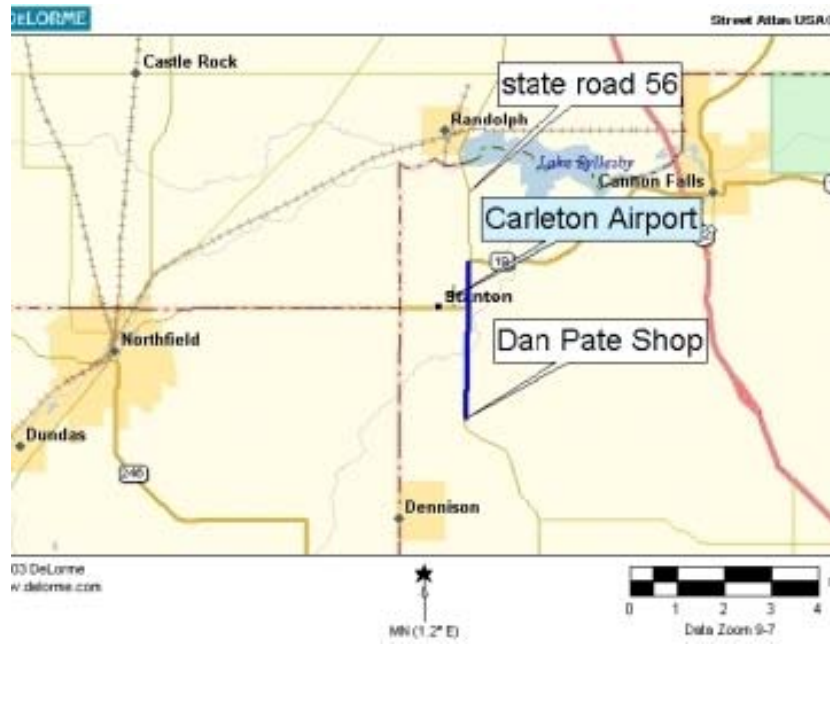 DeLORME
Street Atlas USA
Castle Rock
state road 56
Randolph
Lake Byllesby
Cannon Falls
Carleton Airport
19
Stanton
Dan Pate Shop
Northfield
Dundas
246
Dennison
03 DeLorme
w.delorme.com
MN (1.2° E)
0 1 2 3 4
Data Zoom 9-7